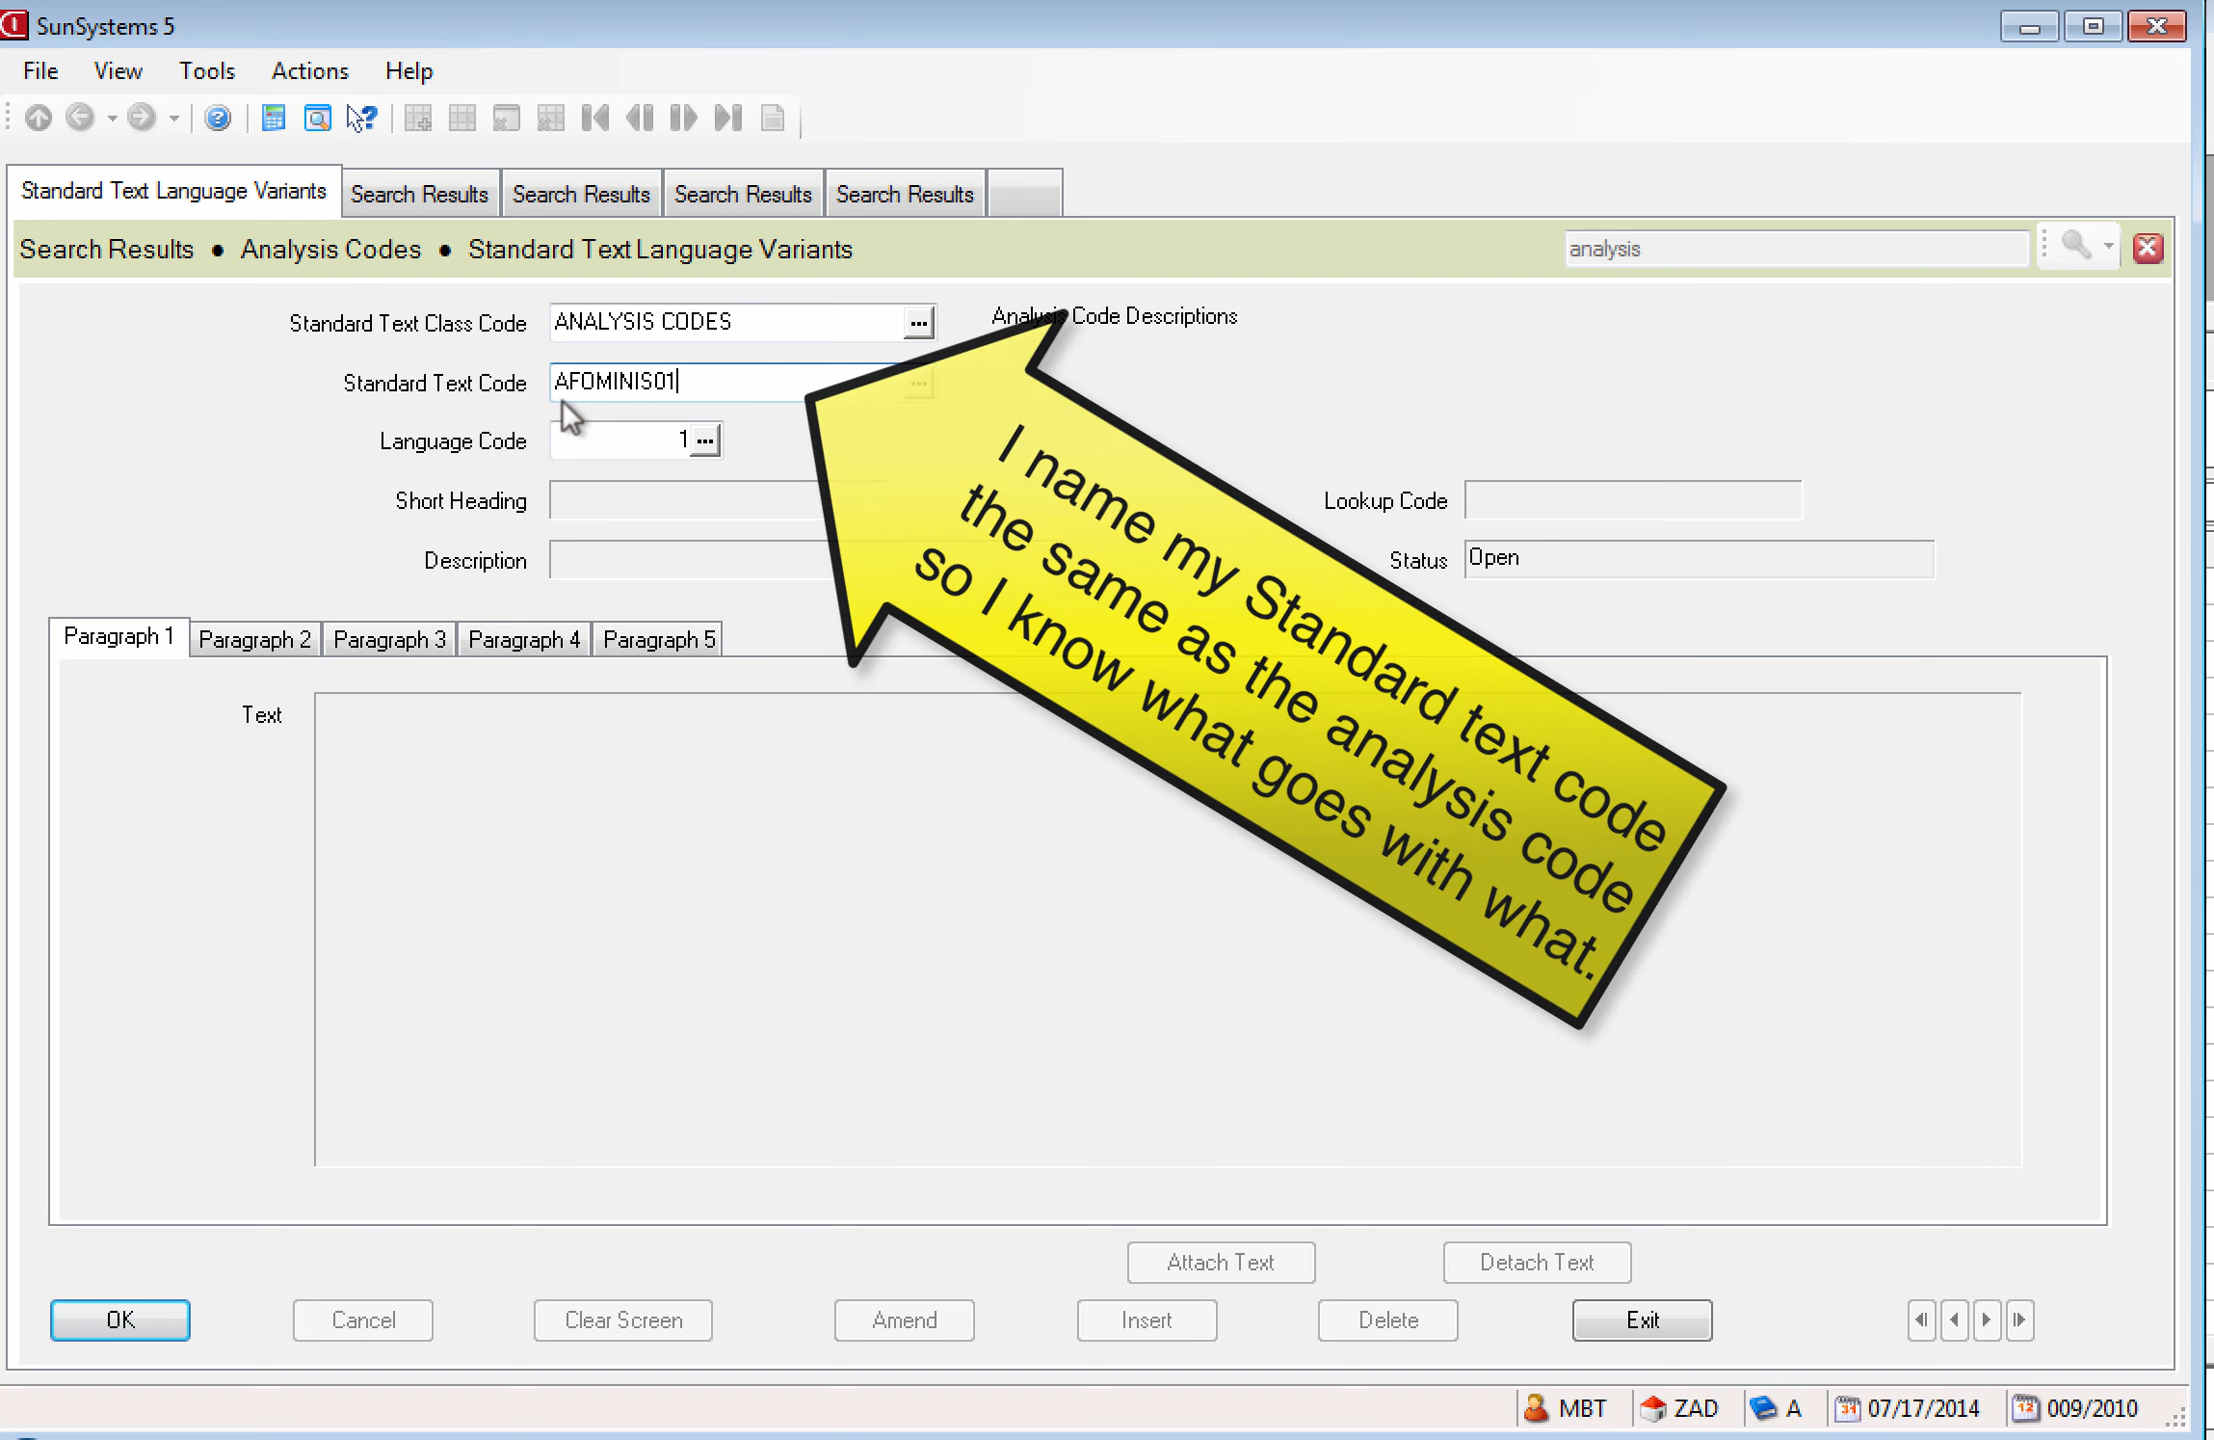 SunSystems 5
File View Tools Actions Help
Standard Text Language Variants Search Results Search Results Search Results Search Results
Search Results • Analysis Codes • Standard Text Language Variants analysis
Standard Text Class Code ANALYSIS CODES ... Analysis Code Descriptions
Standard Text Code AFOMINIS01 ...
Language Code 1 ...
Short Heading Lookup Code
Description Status Open
I name my Standard text code
the same as the analysis code
so I know what goes with what.
Paragraph 1 Paragraph 2 Paragraph 3 Paragraph 4 Paragraph 5
Text
Attach Text Detach Text
OK Cancel Clear Screen Amend Insert Delete Exit
MBT ZAD A 07/17/2014 009/2010